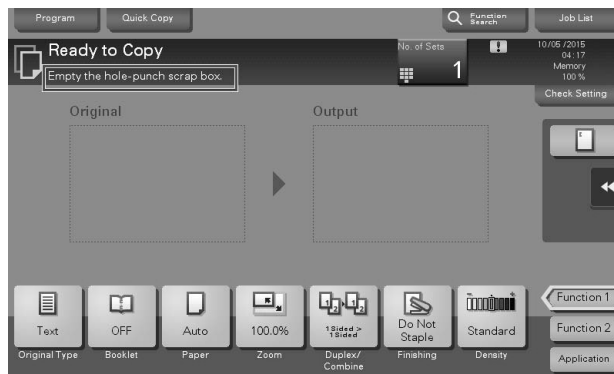 Program
Quick Copy
Function
Search
Job List
Ready to Copy
Empty the hole-punch scrap box.
No. of Sets
1
10/05 /2015
04 : 17
Memory
100 %
Check Setting
Original
Output
Text
OFF
Auto
100.0%
1 Sided >
1 Sided
Do Not
Staple
Standard
Original Type
Booklet
Paper
Zoom
Duplex/
Combine
Finishing
Density
Function 1
Function 2
Application